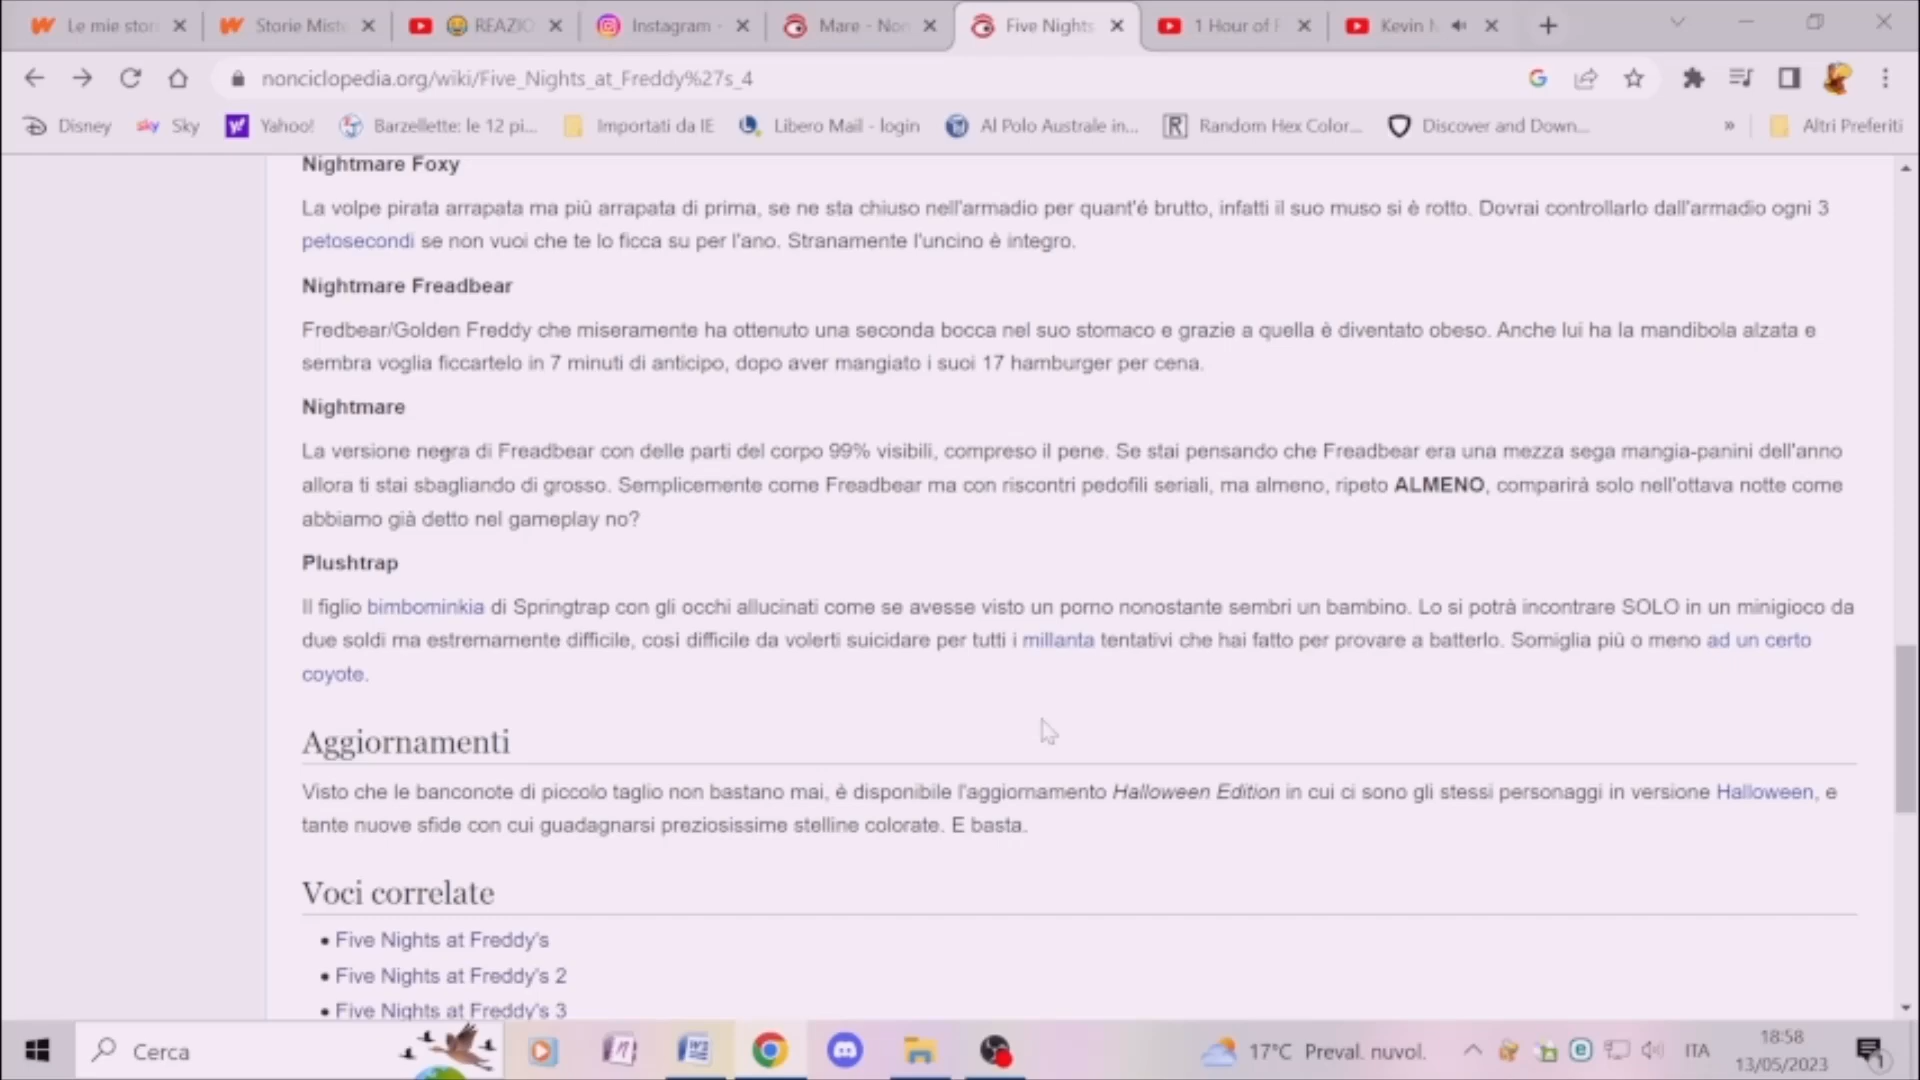 Le mie stori
Storie Miste
REAZIO
Instagram -
Mare - Non
Five Nights
1 Hour of F
Kevin M
nonciclopedia.org/wiki/Five_Nights_at_Freddy%27s_4
Disney
sky Sky
Yahoo!
Barzellette: le 12 pi...
Importati da IE
Libero Mail - login
Al Polo Australe in...
Random Hex Color...
Discover and Down...
»
Altri Preferiti
Nightmare Foxy
La volpe pirata arrapata ma più arrapata di prima, se ne sta chiuso nell'armadio per quant'é brutto, infatti il suo muso si è rotto. Dovrai controllarlo dall'armadio ogni 3
petosecondi se non vuoi che te lo ficca su per l'ano. Stranamente l'uncino è integro.
Nightmare Freadbear
Fredbear/Golden Freddy che miseramente ha ottenuto una seconda bocca nel suo stomaco e grazie a quella è diventato obeso. Anche lui ha la mandibola alzata e
sembra voglia ficcartelo in 7 minuti di anticipo, dopo aver mangiato i suoi 17 hamburger per cena.
Nightmare
La versione negra di Freadbear con delle parti del corpo 99% visibili, compreso il pene. Se stai pensando che Freadbear era una mezza sega mangia-panini dell'anno
allora ti stai sbagliando di grosso. Semplicemente come Freadbear ma con riscontri pedofili seriali, ma almeno, ripeto ALMENO, comparirà solo nell'ottava notte come
abbiamo già detto nel gameplay no?
Plushtrap
Il figlio bimbominkia di Springtrap con gli occhi allucinati come se avesse visto un porno nonostante sembri un bambino. Lo si potrà incontrare SOLO in un minigioco da
due soldi ma estremamente difficile, così difficile da volerti suicidare per tutti i millanta tentativi che hai fatto per provare a batterlo. Somiglia più o meno ad un certo
coyote.
Aggiornamenti
Visto che le banconote di piccolo taglio non bastano mai, è disponibile l'aggiornamento Halloween Edition in cui ci sono gli stessi personaggi in versione Halloween, e
tante nuove sfide con cui guadagnarsi preziosissime stelline colorate. E basta.
Voci correlate
• Five Nights at Freddy's
• Five Nights at Freddy's 2
• Five Nights at Freddy's 3
Cerca
17°C Preval. nuvol.
ITA
18:58
13/05/2023
1